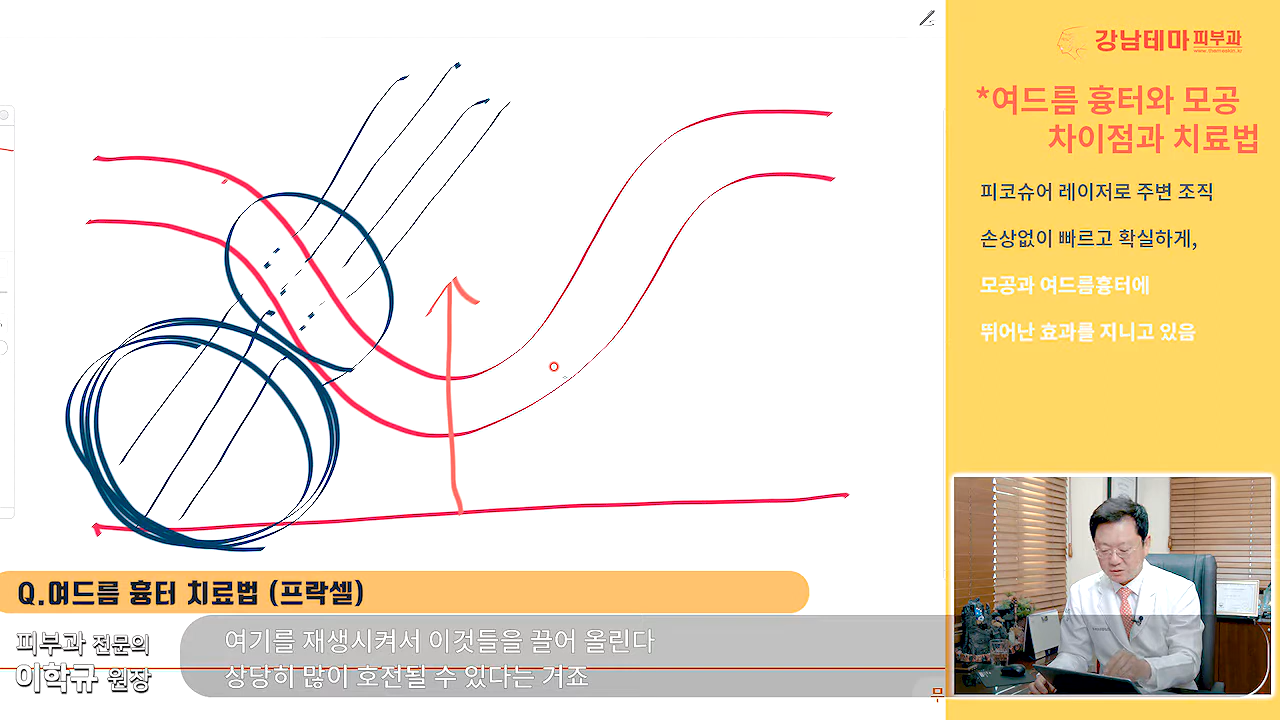 강남테마피부과
www.themeskin.kr
*여드름 흉터와 모공
차이점과 치료법
피코슈어 레이저로 주변 조직
손상없이 빠르고 확실하게,
모공과 여드름흉터에
뛰어난 효과를 지니고 있음
Q.여드름 흉터 치료법 (프락셀)
피부과 전문의
이학규 원장
여기를 재생시켜서 이것들을 끌어 올린다
상당히 많이 호전될 수 있다는 거죠
무